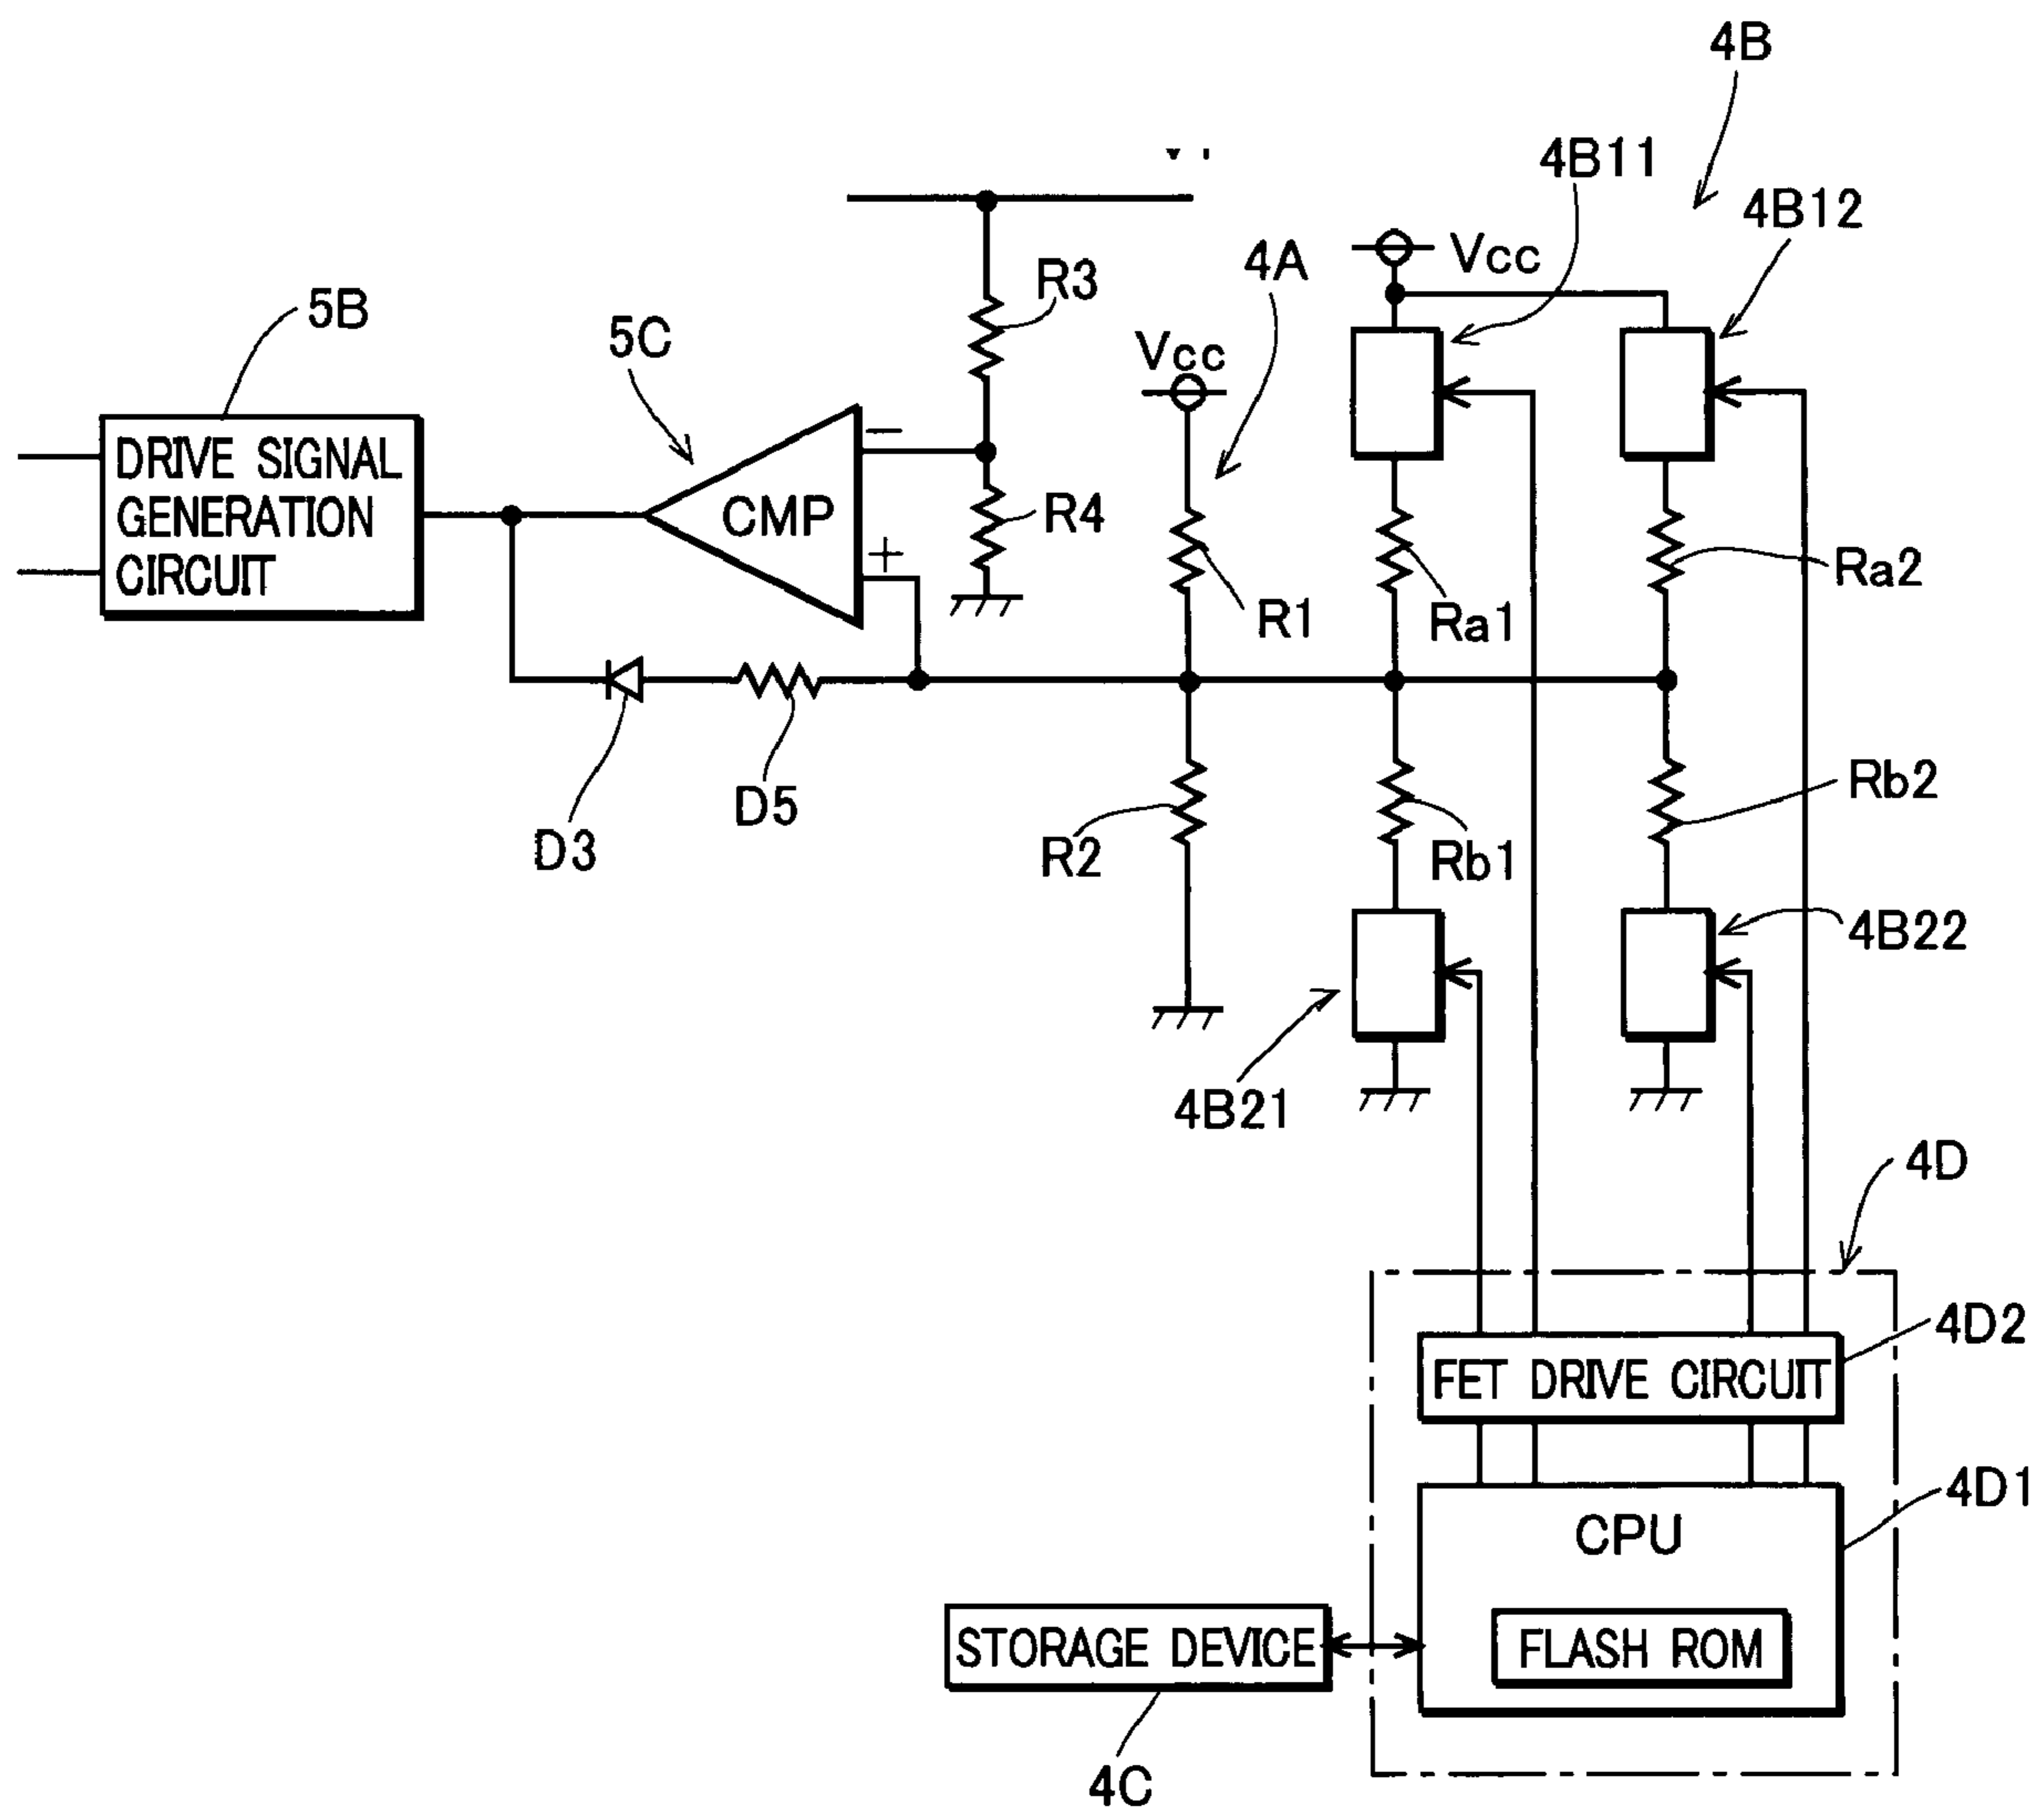 4B
4B11
4B12
Vcc
4A
R3
5B
5C
Vcc
DRIVE SIGNAL
GENERATION
CIRCUIT
−
CMP
R4
+
R1
Ra1
Ra2
D5
D3
R2
Rb1
Rb2
4B22
4B21
4D
4D2
FET DRIVE CIRCUIT
4D1
CPU
STORAGE DEVICE
FLASH ROM
4C